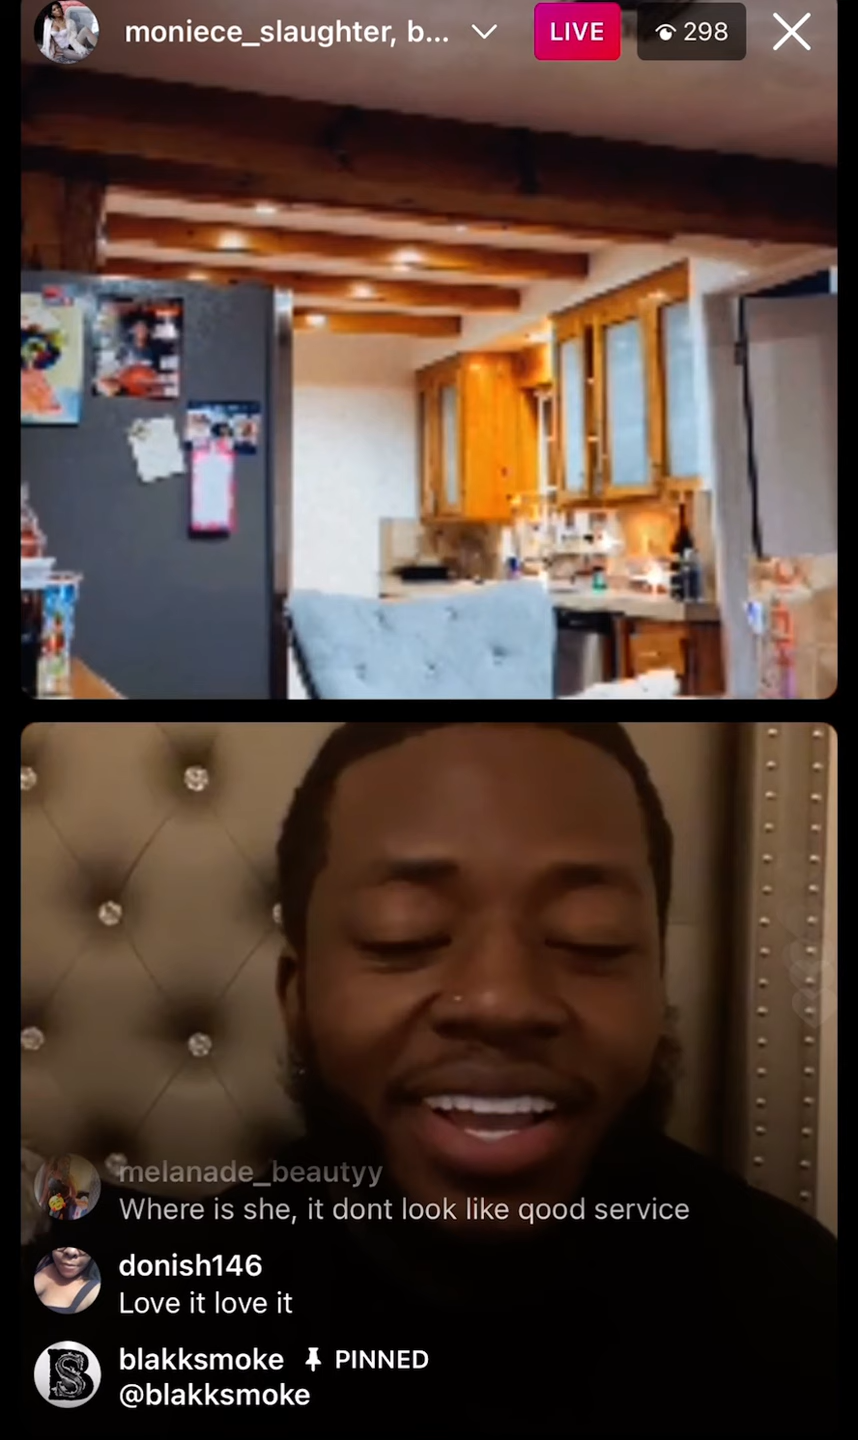 moniece_slaughter, b...
LIVE
298
melanade_beautyy
Where is she, it dont look like qood service
donish146
Love it love it
blakksmoke PINNED
@blakksmoke